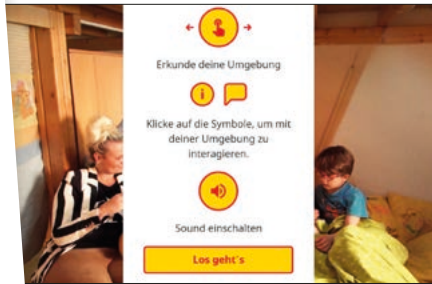 Erkunde deine Umgebung
i
Klicke auf die Symbole, um mit
deiner Umgebung zu
interagieren.
Sound einschalten
Los geht´s